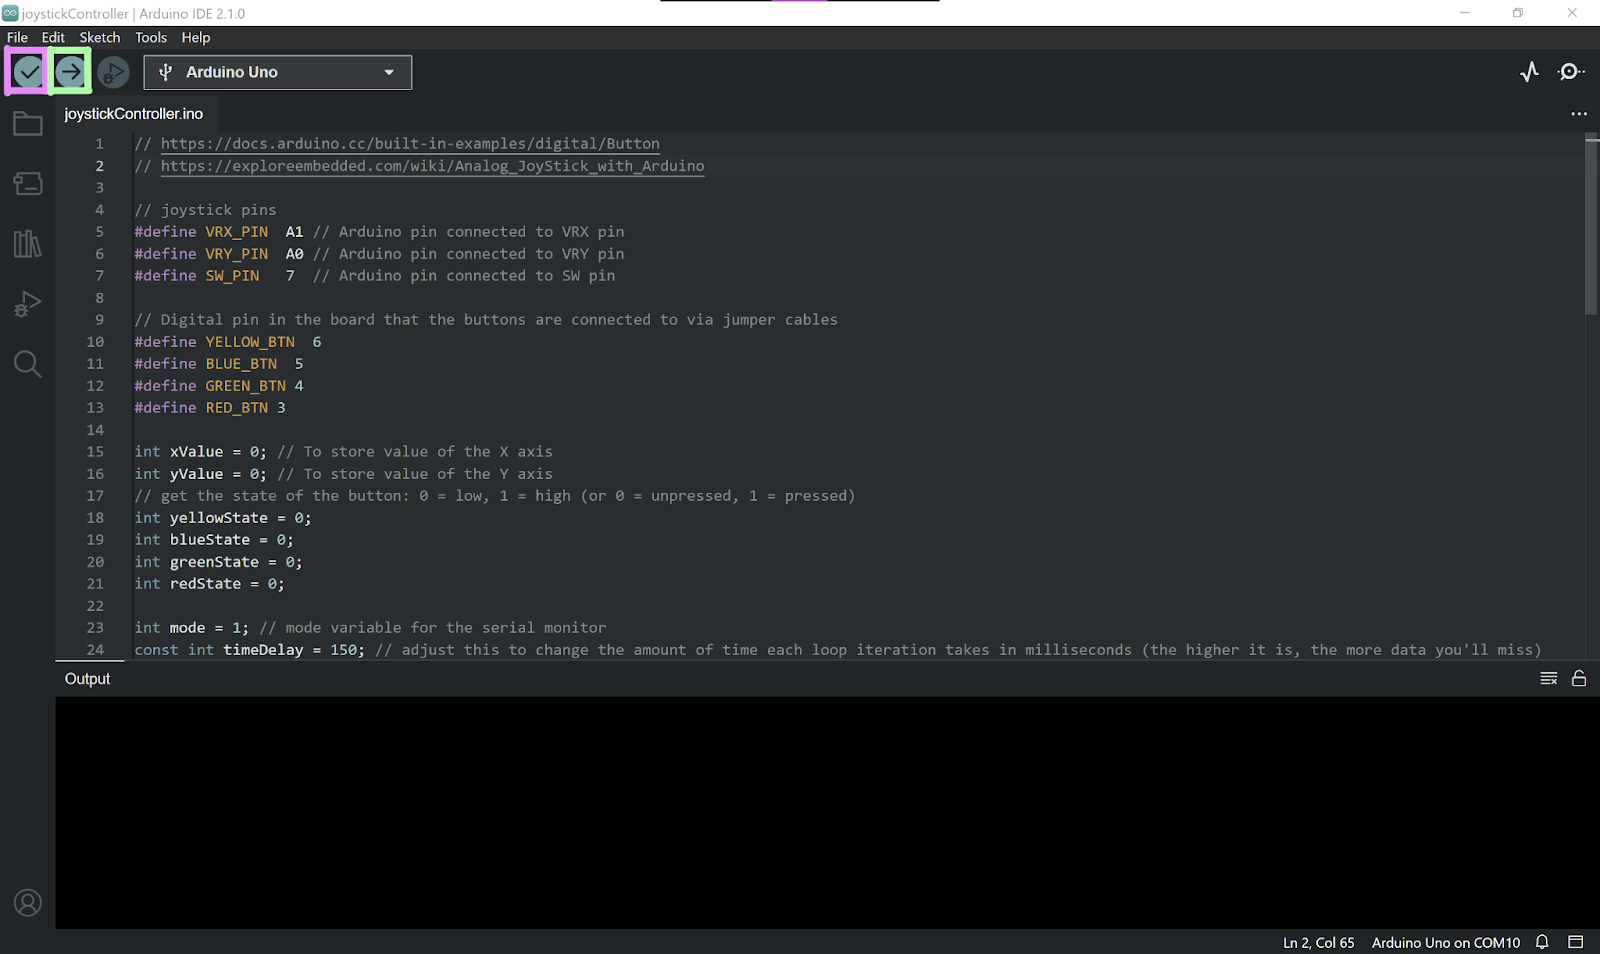 joystickController | Arduino IDE 2.1.0
File Edit Sketch Tools Help
Arduino Uno
joystickController.ino
1 // https://docs.arduino.cc/built-in-examples/digital/Button
2 // https://exploreembedded.com/wiki/Analog_JoyStick_with_Arduino
3
4 // joystick pins
5 #define VRX_PIN  A1 // Arduino pin connected to VRX pin
6 #define VRY_PIN  A0 // Arduino pin connected to VRY pin
7 #define SW_PIN   7  // Arduino pin connected to SW pin
8
9 // Digital pin in the board that the buttons are connected to via jumper cables
10 #define YELLOW_BTN  6
11 #define BLUE_BTN  5
12 #define GREEN_BTN 4
13 #define RED_BTN 3
14
15 int xValue = 0; // To store value of the X axis
16 int yValue = 0; // To store value of the Y axis
17 // get the state of the button: 0 = low, 1 = high (or 0 = unpressed, 1 = pressed)
18 int yellowState = 0;
19 int blueState = 0;
20 int greenState = 0;
21 int redState = 0;
22
23 int mode = 1; // mode variable for the serial monitor
24 const int timeDelay = 150; // adjust this to change the amount of time each loop iteration takes in milliseconds (the higher it is, the more data you'll miss)
Output
Ln 2, Col 65 Arduino Uno on COM10